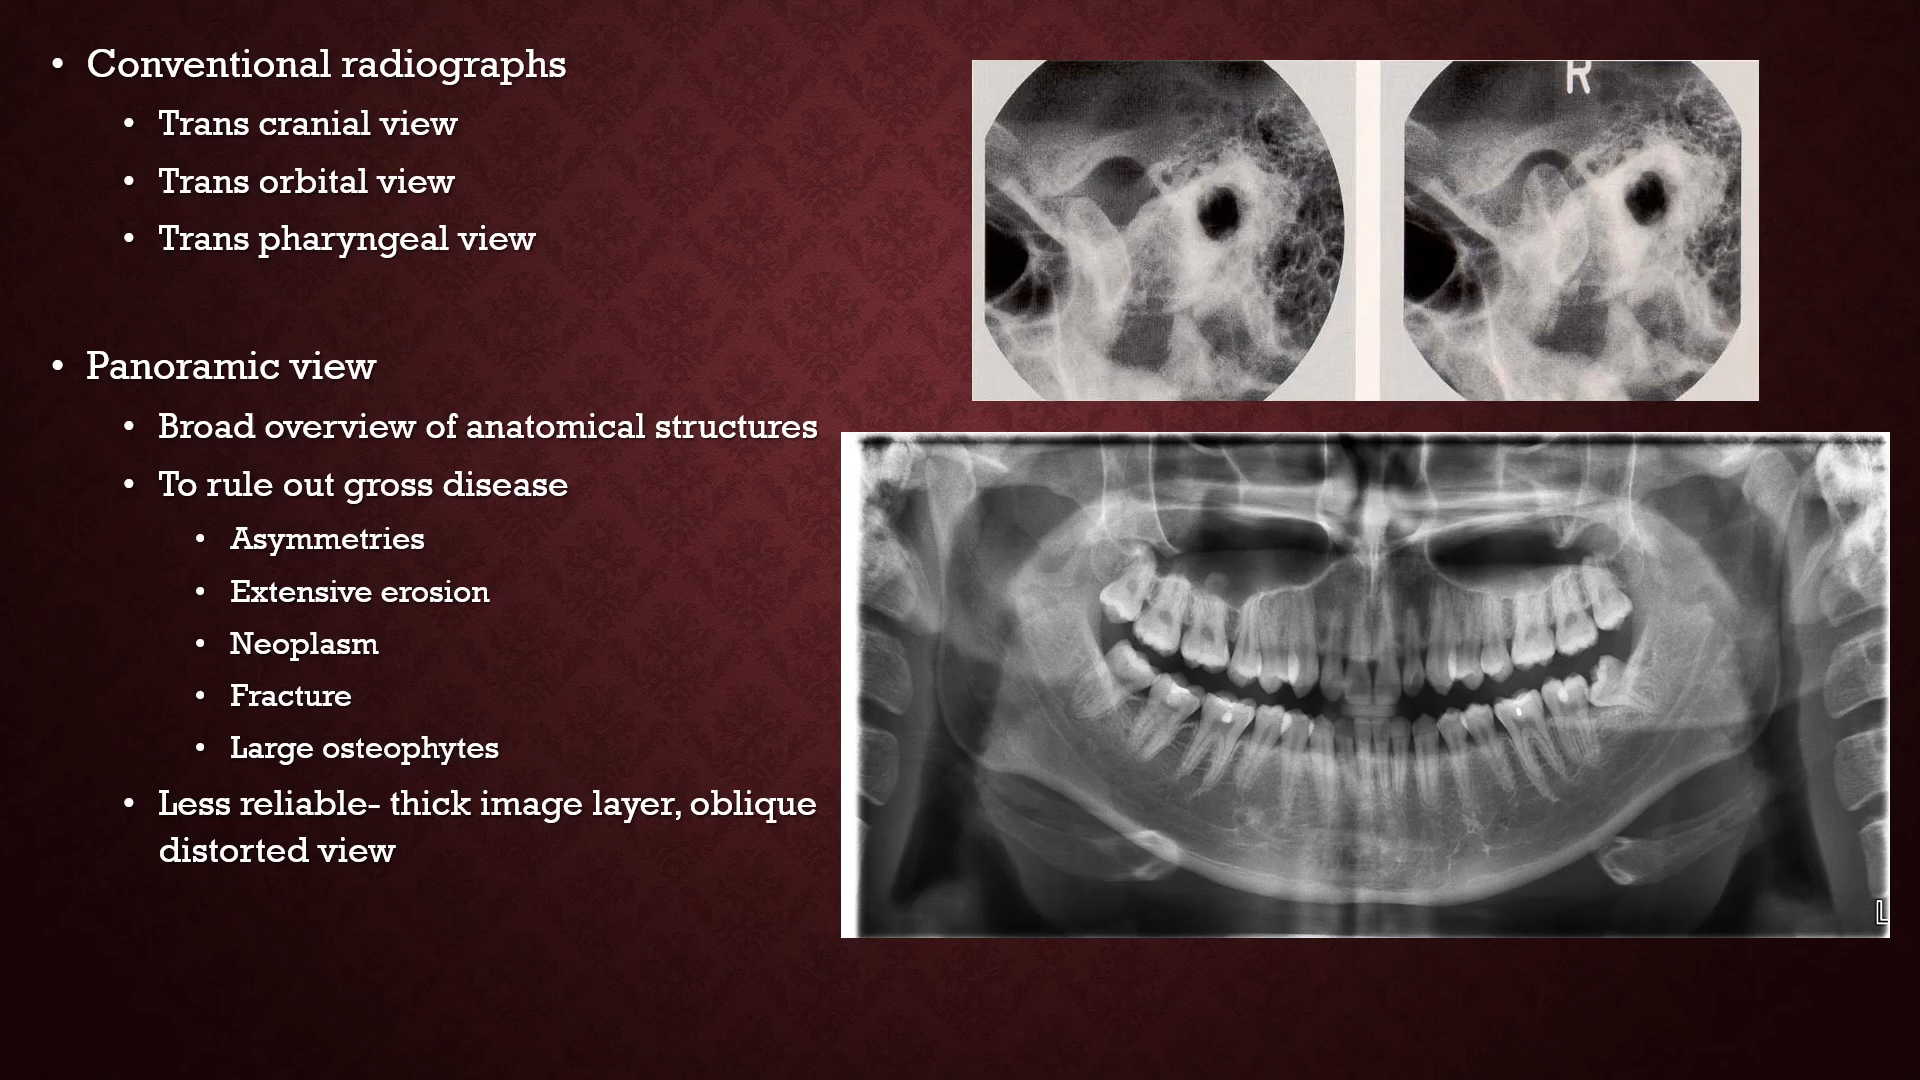 • Conventional radiographs
• Trans cranial view
• Trans orbital view
• Trans pharyngeal view
• Panoramic view
• Broad overview of anatomical structures
• To rule out gross disease
• Asymmetries
• Extensive erosion
• Neoplasm
• Fracture
• Large osteophytes
• Less reliable- thick image layer, oblique
distorted view
R
L